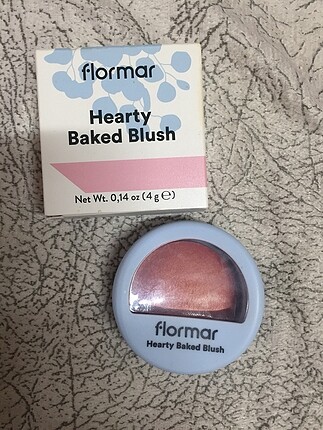 flormar
Hearty
Baked Blush
Net Wt. 0,14 oz (4 g ℮)
flormar
Hearty Baked Blush